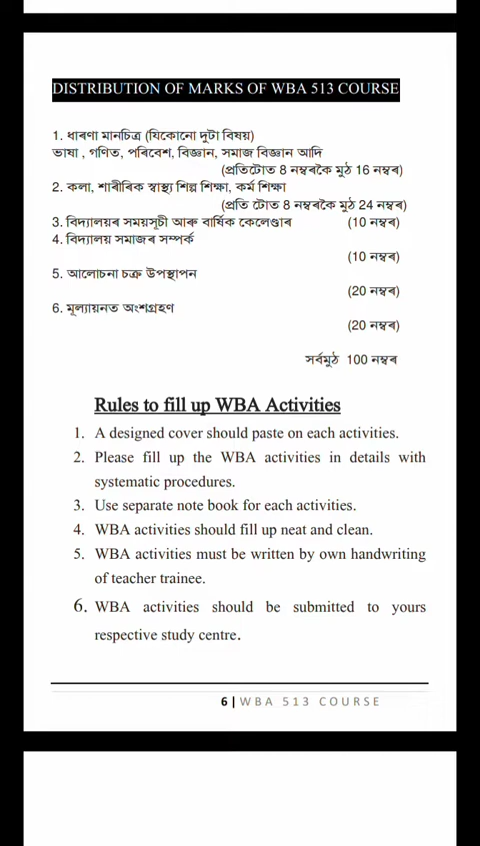 DISTRIBUTION OF MARKS OF WBA 513 COURSE
1. ধাৰণা মানচিত্ৰ (যিকোনো দুটা বিষয়)
ভাষা , গণিত, পৰিবেশ, বিজ্ঞান, সমাজ বিজ্ঞান আদি
(প্ৰতিটোত 8 নম্বৰকৈ মুঠ 16 নম্বৰ)
2. কলা, শাৰীৰিক স্বাস্থ্য শিল্প শিক্ষা, কৰ্ম শিক্ষা
(প্ৰতি টোত 8 নম্বৰকৈ মুঠ 24 নম্বৰ)
3. বিদ্যালয়ৰ সময়সূচী আৰু বাৰ্ষিক কেলেণ্ডাৰ (10 নম্বৰ)
4. বিদ্যালয় সমাজৰ সম্পৰ্ক
(10 নম্বৰ)
5. আলোচনা চক্ৰ উপস্থাপন
(20 নম্বৰ)
6. মূল্যায়নত অংশগ্ৰহণ
(20 নম্বৰ)
সৰ্বমুঠ 100 নম্বৰ
Rules to fill up WBA Activities
1. A designed cover should paste on each activities.
2. Please fill up the WBA activities in details with
systematic procedures.
3. Use separate note book for each activities.
4. WBA activities should fill up neat and clean.
5. WBA activities must be written by own handwriting
of teacher trainee.
6. WBA activities should be submitted to yours
respective study centre.
6 | WBA 513 COURSE